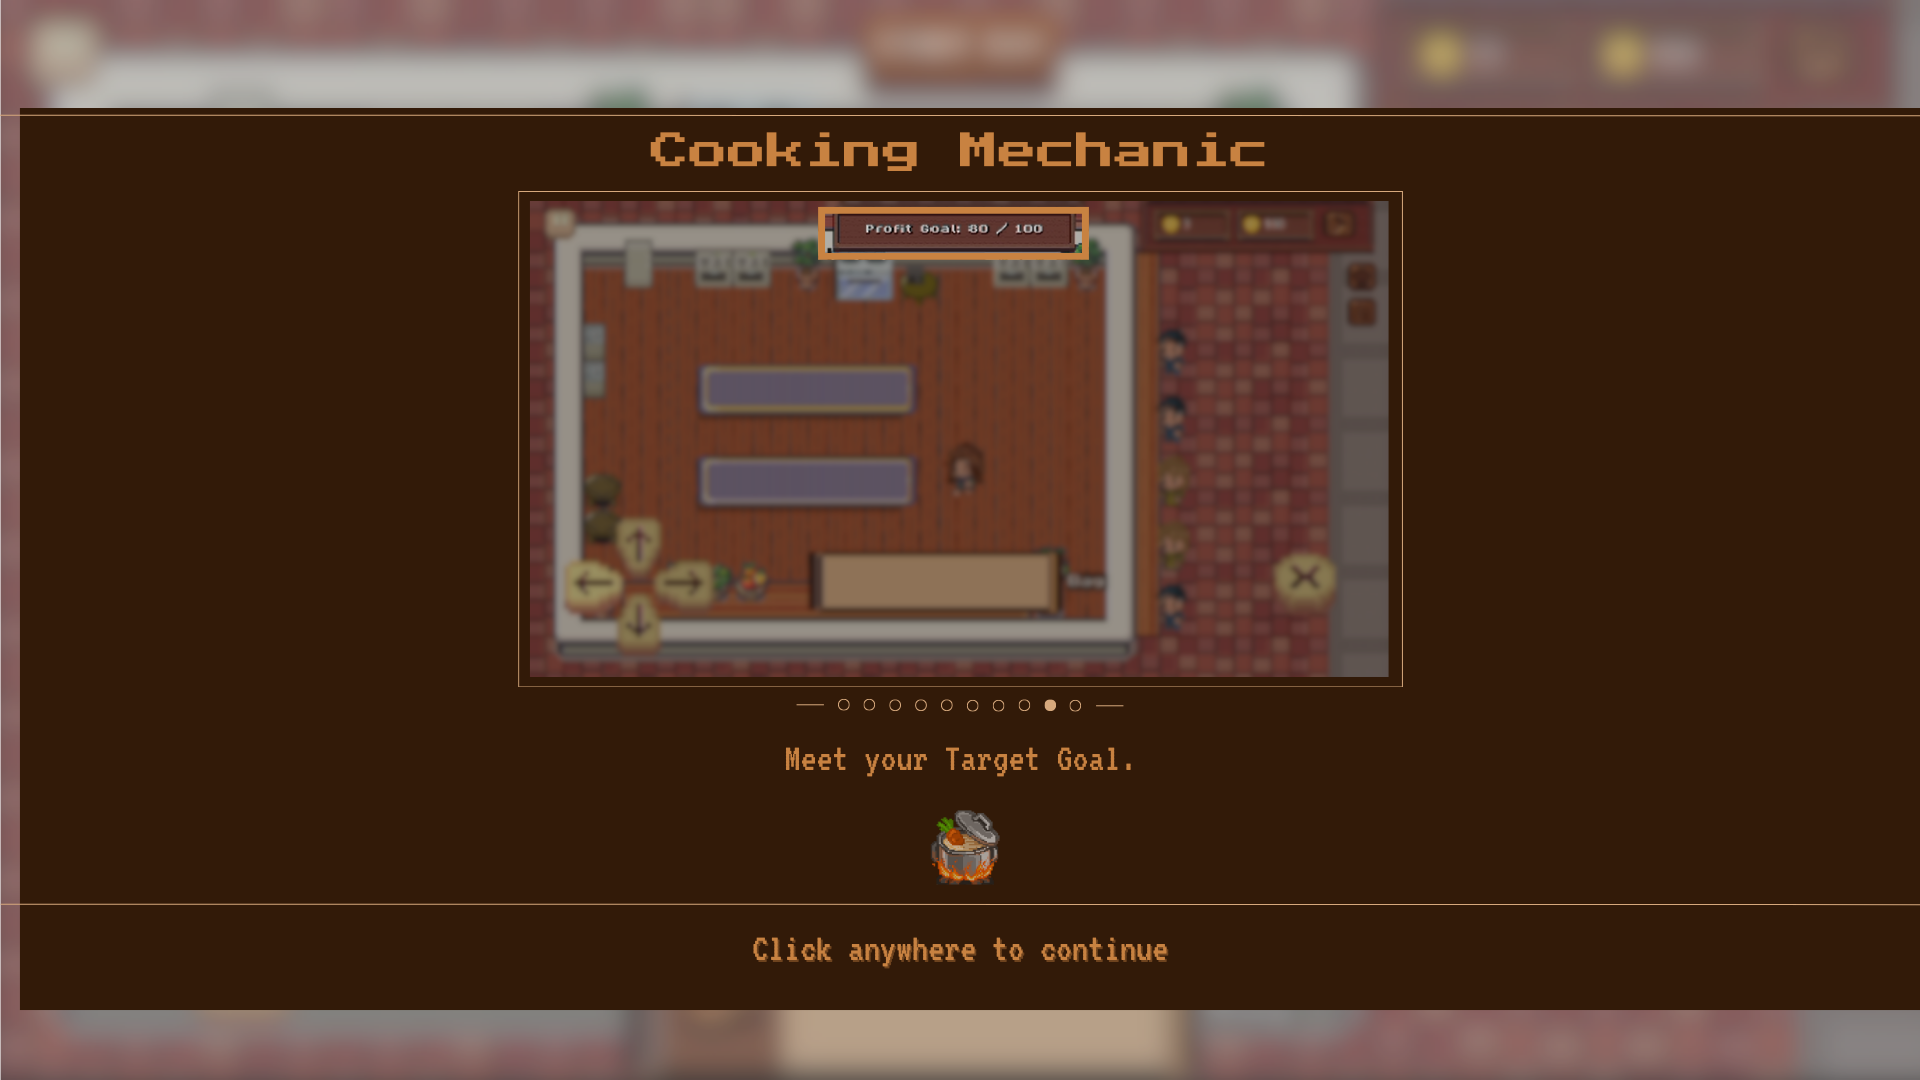 Cooking Mechanic
Profit Goal: 80 / 100
Meet your Target Goal.
Click anywhere to continue